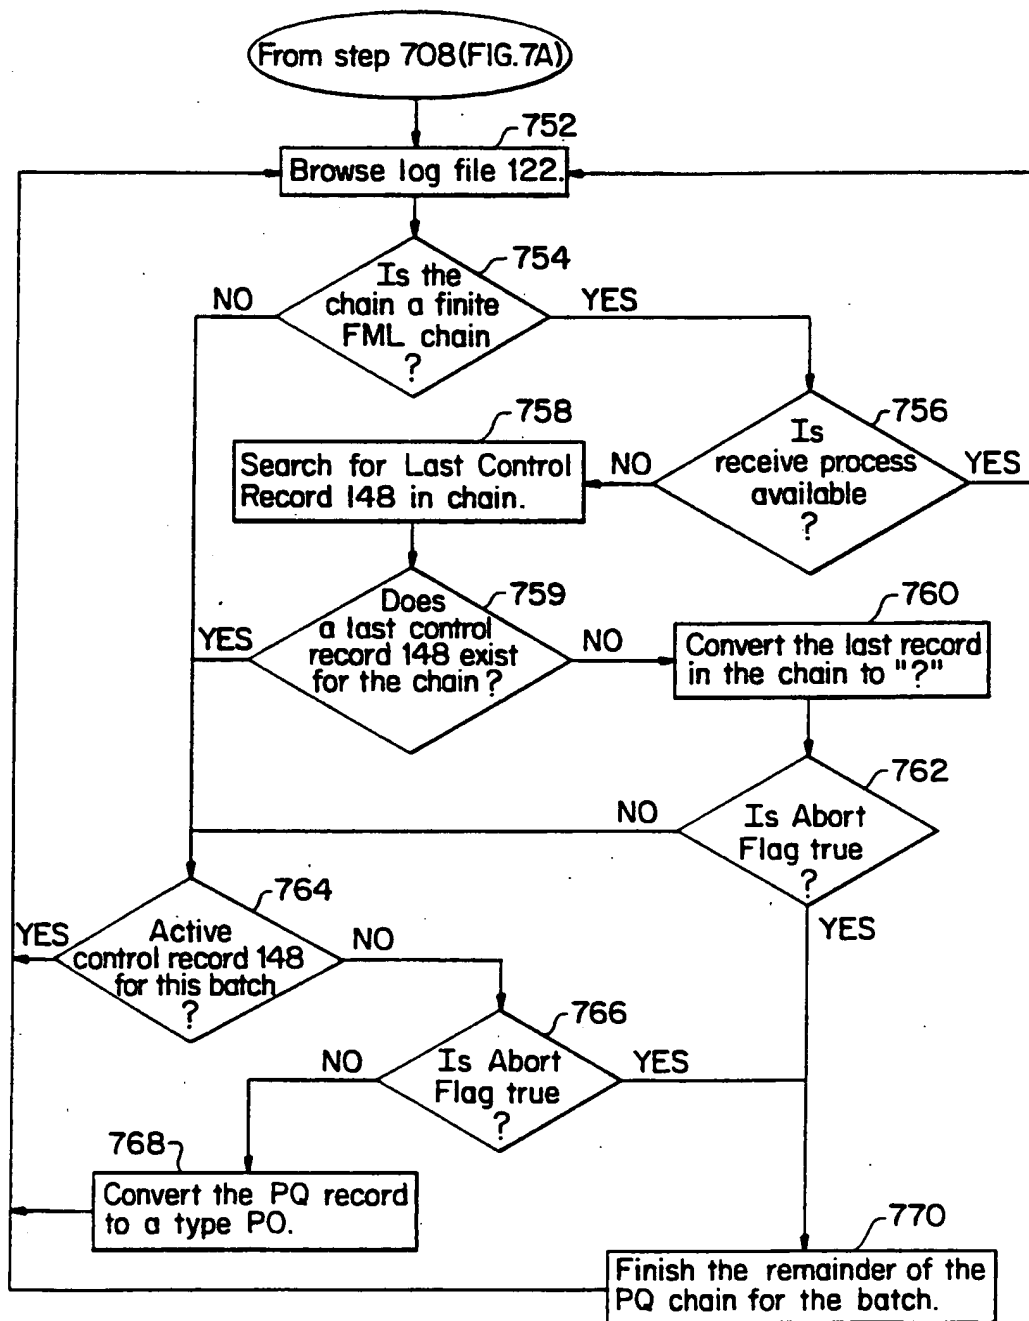 From step 708(FIG.7A)
752
Browse log file 122.
754
Is the
chain a finite
FML chain
?
NO
YES
758
756
Search for Last Control
Record 148 in chain.
NO
Is
receive process
available
?
YES
759
Does
a last control
record 148 exist
for the chain?
YES
NO
760
Convert the last record
in the chain to "?"
762
NO
Is Abort
Flag true
?
YES
764
YES
Active
control record 148
for this batch
?
NO
766
NO
Is Abort
Flag true
?
YES
768
Convert the PQ record
to a type PO.
770
Finish the remainder of the
PQ chain for the batch.